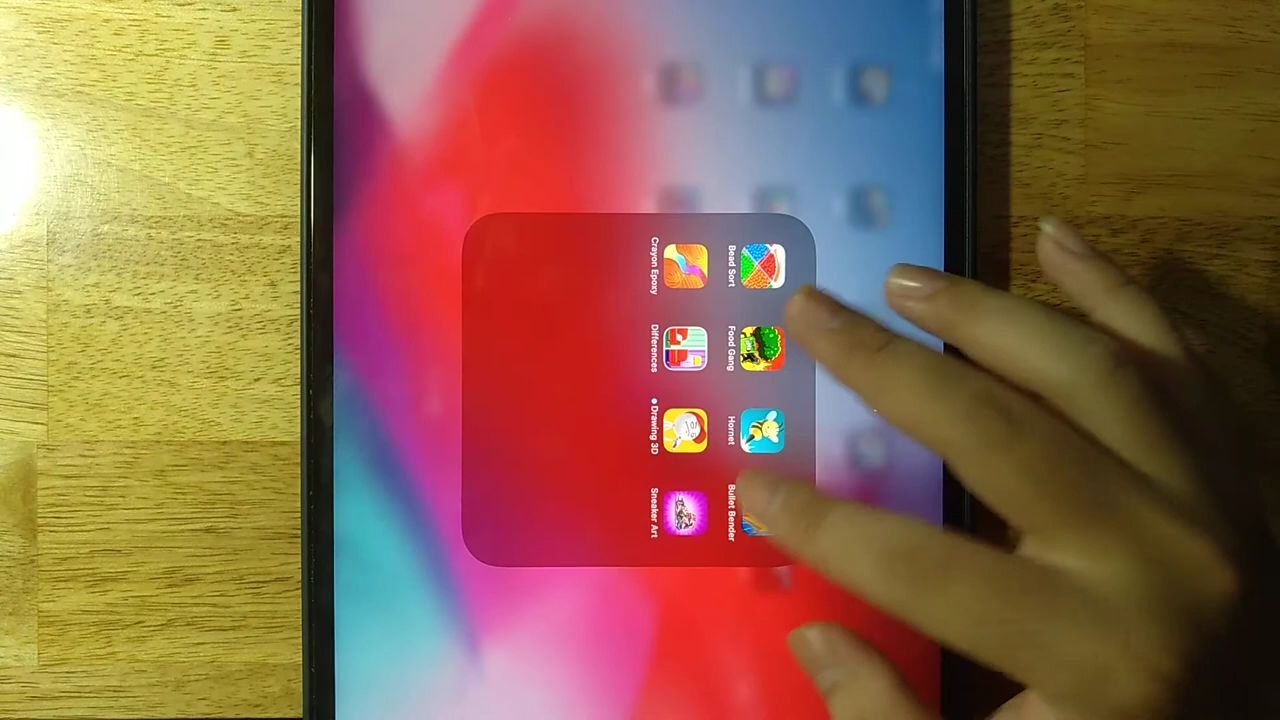 Bead Sort
Food Gang
Hornet
Bullet Bender
Crayon Epoxy
Differences
Drawing 3D
Sneaker Art